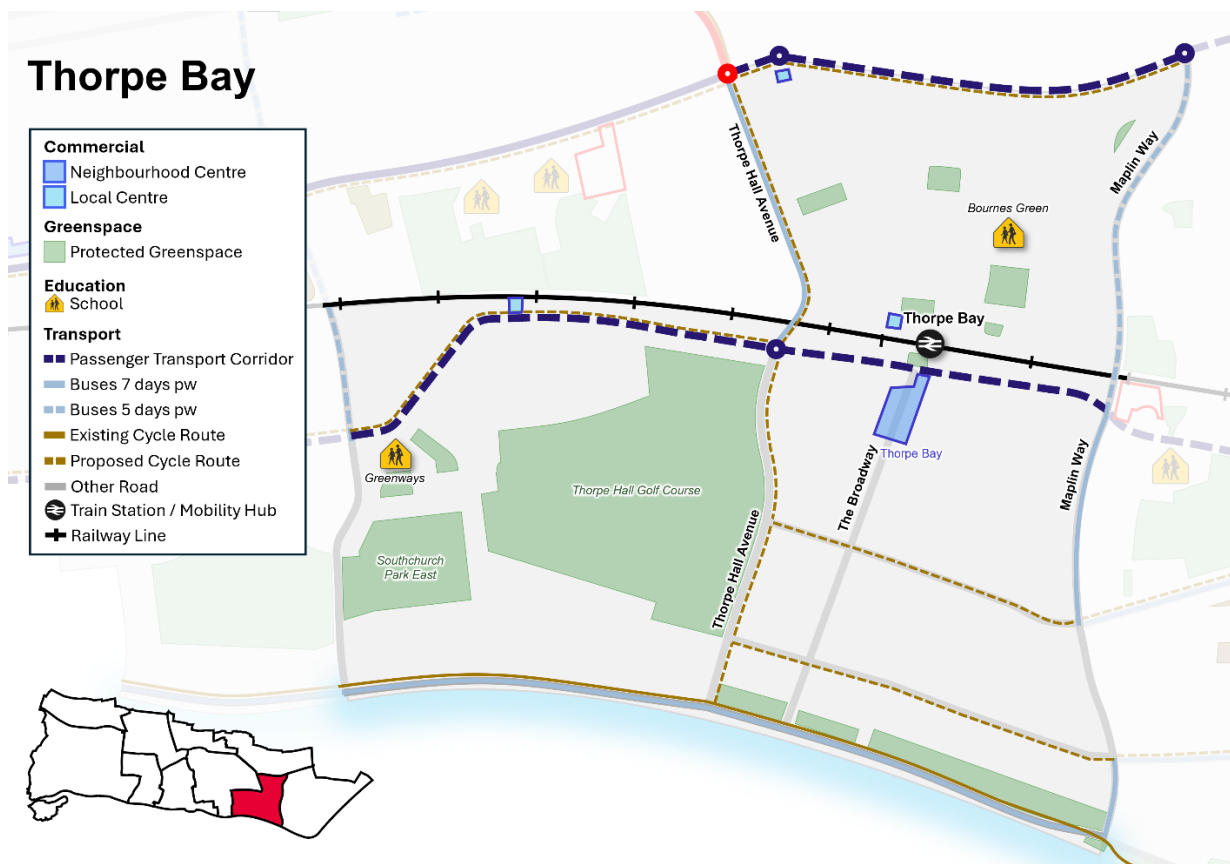 Thorpe Bay
Commercial
Neighbourhood Centre
Local Centre
Greenspace
Protected Greenspace
Education
School
Transport
Passenger Transport Corridor
Buses 7 days pw
Buses 5 days pw
Existing Cycle Route
Proposed Cycle Route
Other Road
Train Station / Mobility Hub
Railway Line
Thorpe Hall Avenue
Maplin Way
Bournes Green
Thorpe Bay
Thorpe Bay
Greenways
Thorpe Hall Golf Course
The Broadway
Maplin Way
Southchurch
Park East
Thorpe Hall Avenue